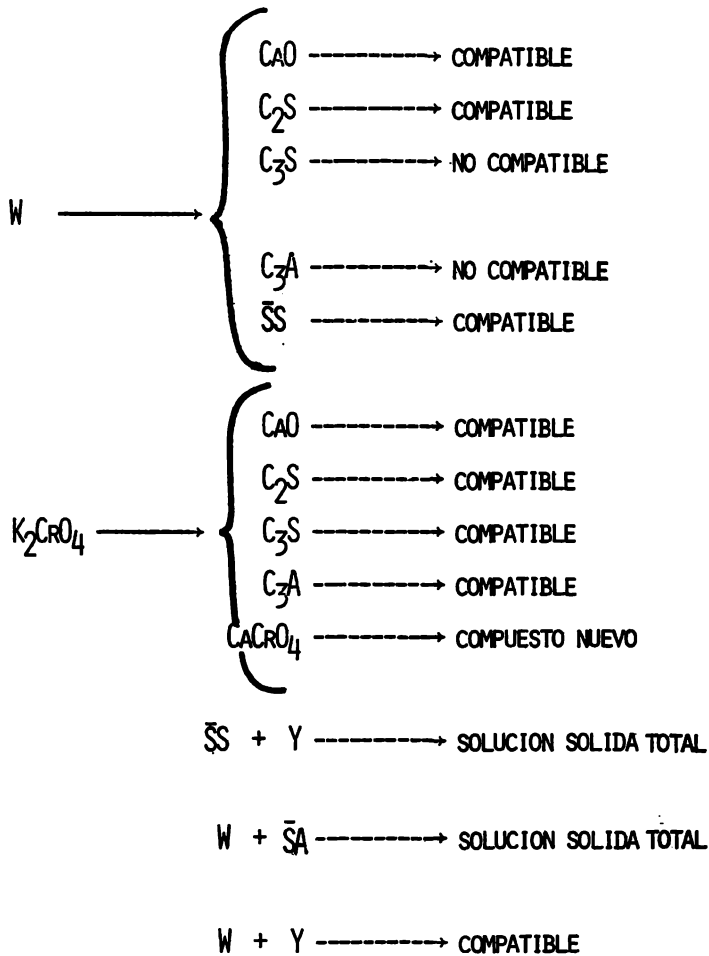 CaO → COMPATIBLE
C₂S → COMPATIBLE
C₃S → NO COMPATIBLE
W →
C₃A → NO COMPATIBLE
S̄S → COMPATIBLE
CaO → COMPATIBLE
C₂S → COMPATIBLE
K₂CrO₄ → C₃S → COMPATIBLE
C₃A → COMPATIBLE
CaCrO₄ → COMPUESTO NUEVO
S̄S + Y → SOLUCION SOLIDA TOTAL
W + S̄A → SOLUCION SOLIDA TOTAL
W + Y → COMPATIBLE